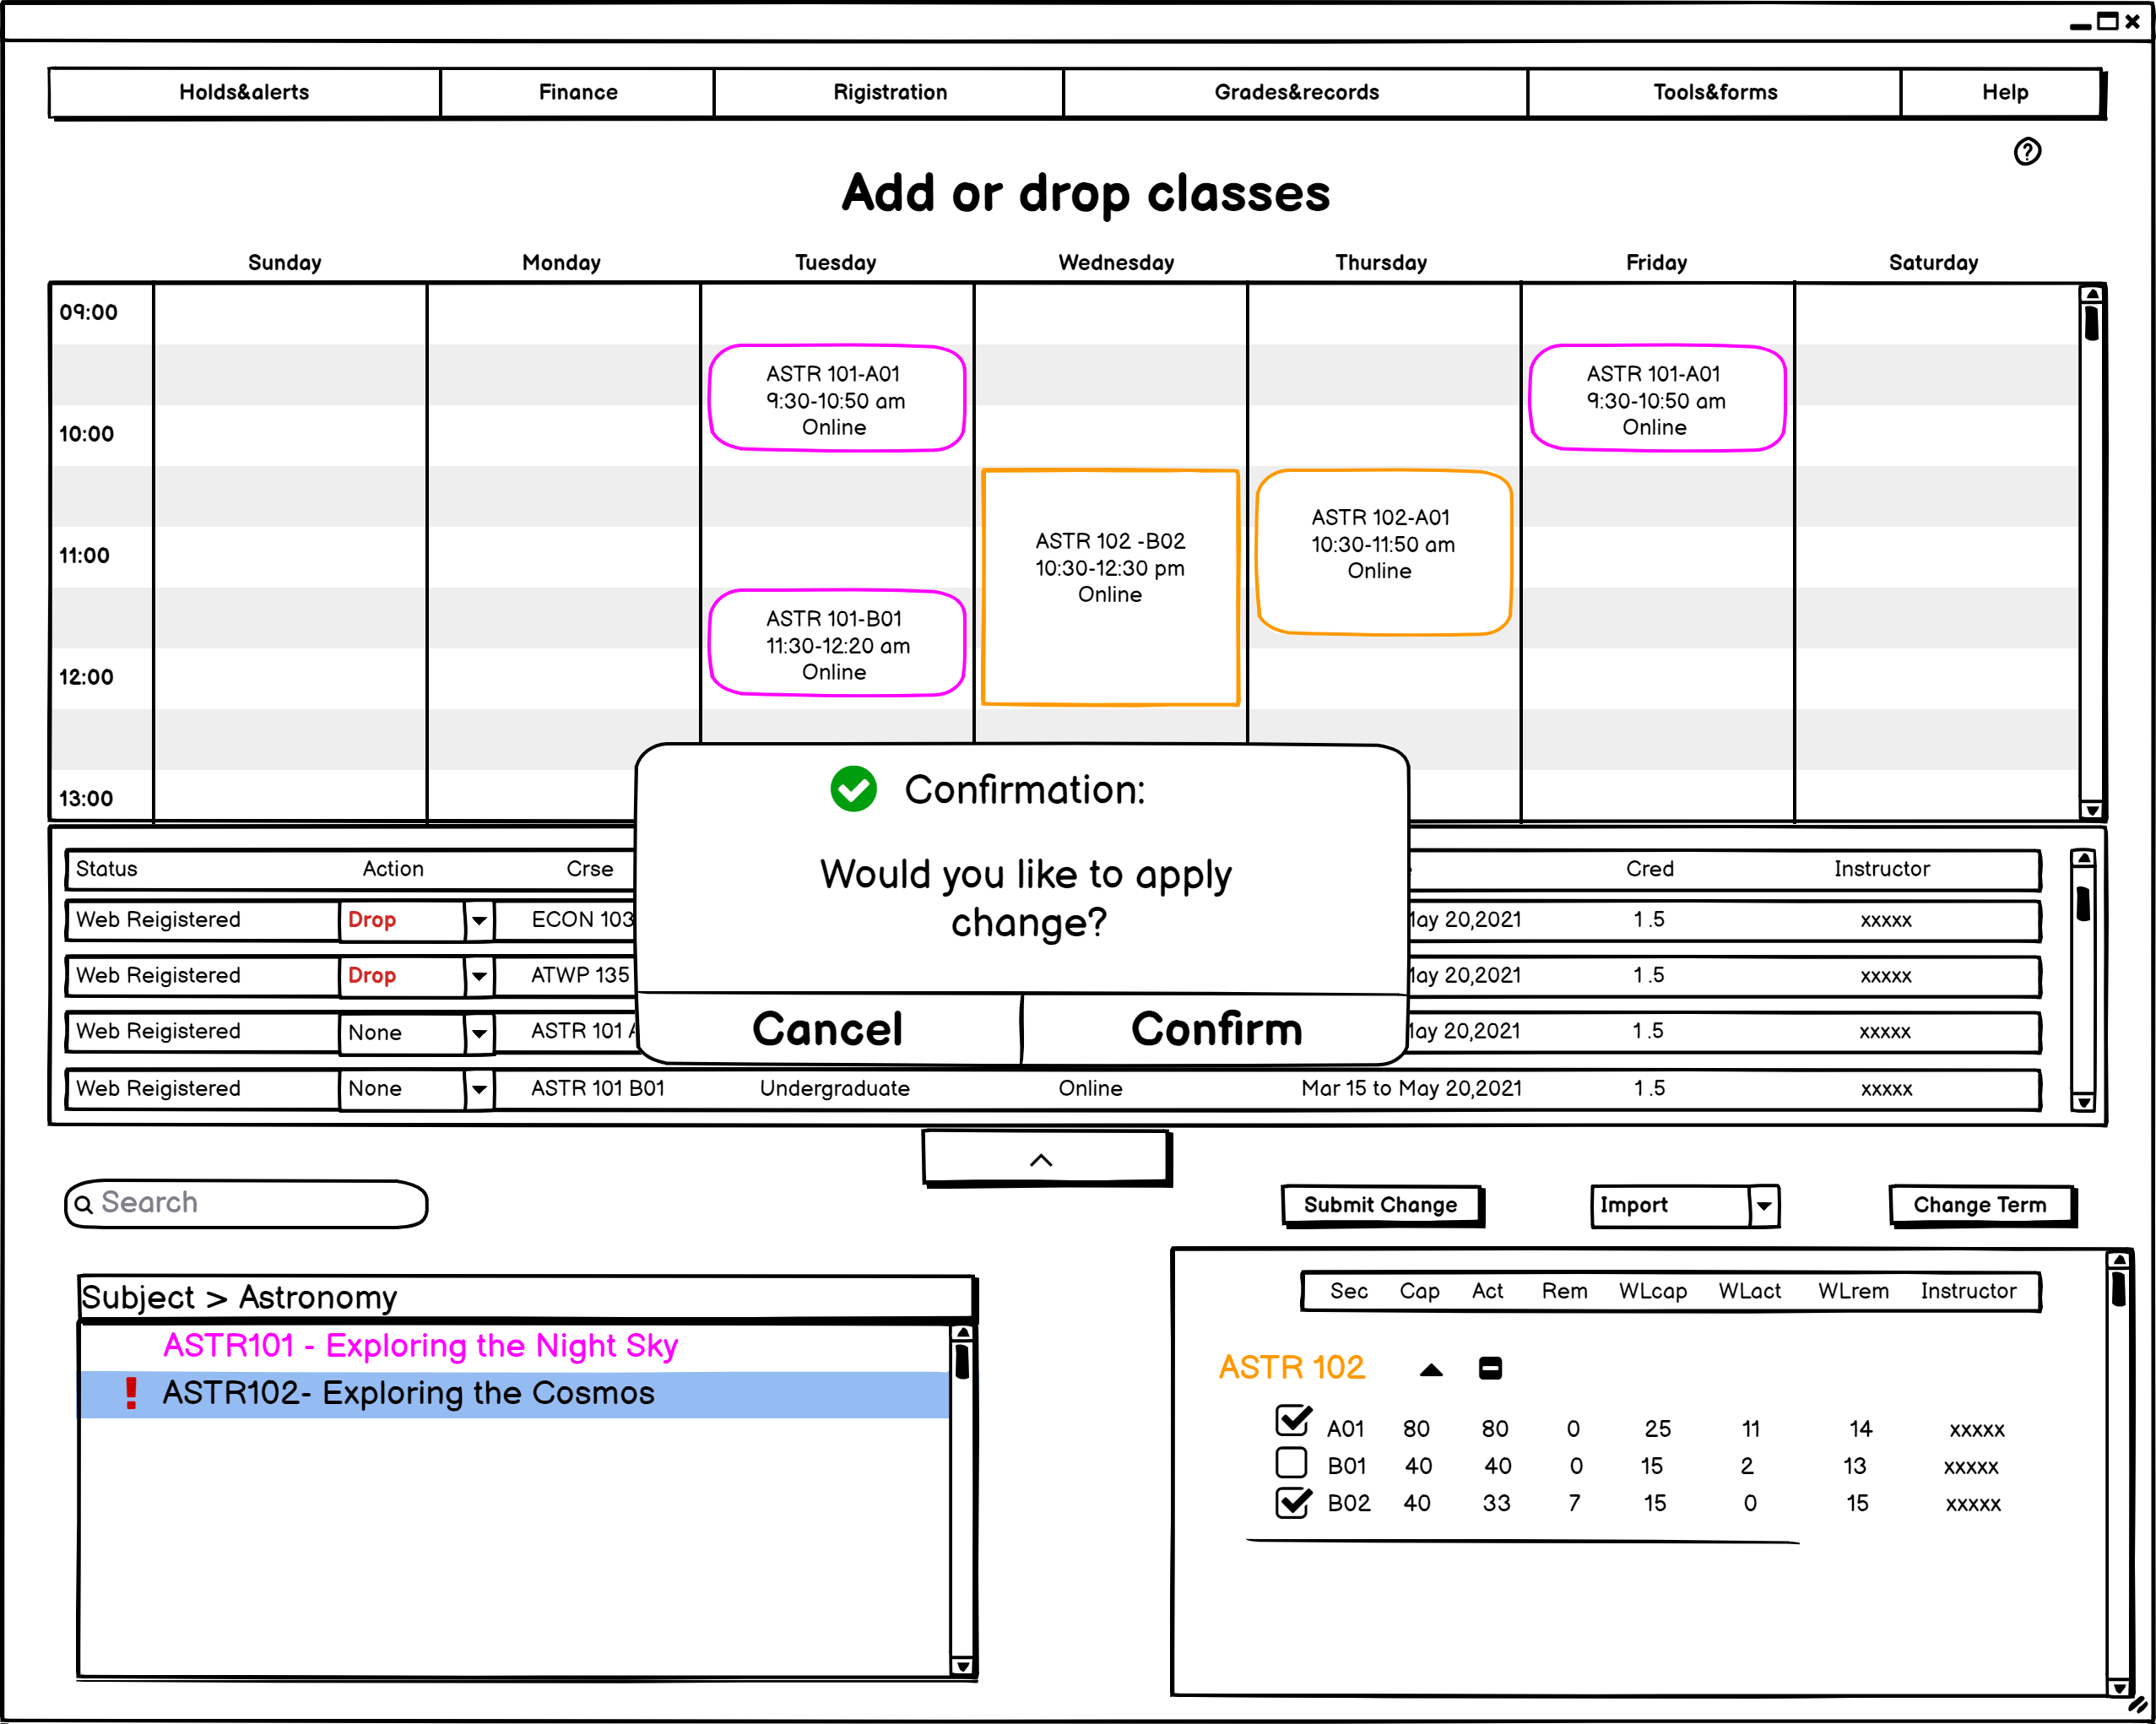 Holds&alerts Finance Rigistration Grades&records Tools&forms Help
?
Add or drop classes
Sunday Monday Tuesday Wednesday Thursday Friday Saturday
09:00
ASTR 101-A01
9:30-10:50 am
Online
ASTR 101-A01
9:30-10:50 am
Online
10:00
ASTR 102 -B02
10:30-12:30 pm
Online
ASTR 102-A01
10:30-11:50 am
Online
11:00
ASTR 101-B01
11:30-12:20 am
Online
12:00
13:00
Confirmation:
Would you like to apply
change?
Cancel Confirm
Status Action Crse Cred Instructor
Web Reigistered Drop ECON 103 May 20,2021 1.5 xxxxx
Web Reigistered Drop ATWP 135 May 20,2021 1.5 xxxxx
Web Reigistered None ASTR 101 May 20,2021 1.5 xxxxx
Web Reigistered None ASTR 101 B01 Undergraduate Online Mar 15 to May 20,2021 1.5 xxxxx
Search
Submit Change Import Change Term
Subject > Astronomy
ASTR101 - Exploring the Night Sky
! ASTR102- Exploring the Cosmos
Sec Cap Act Rem WLcap WLact WLrem Instructor
ASTR 102
A01 80 80 0 25 11 14 xxxxx
B01 40 40 0 15 2 13 xxxxx
B02 40 33 7 15 0 15 xxxxx